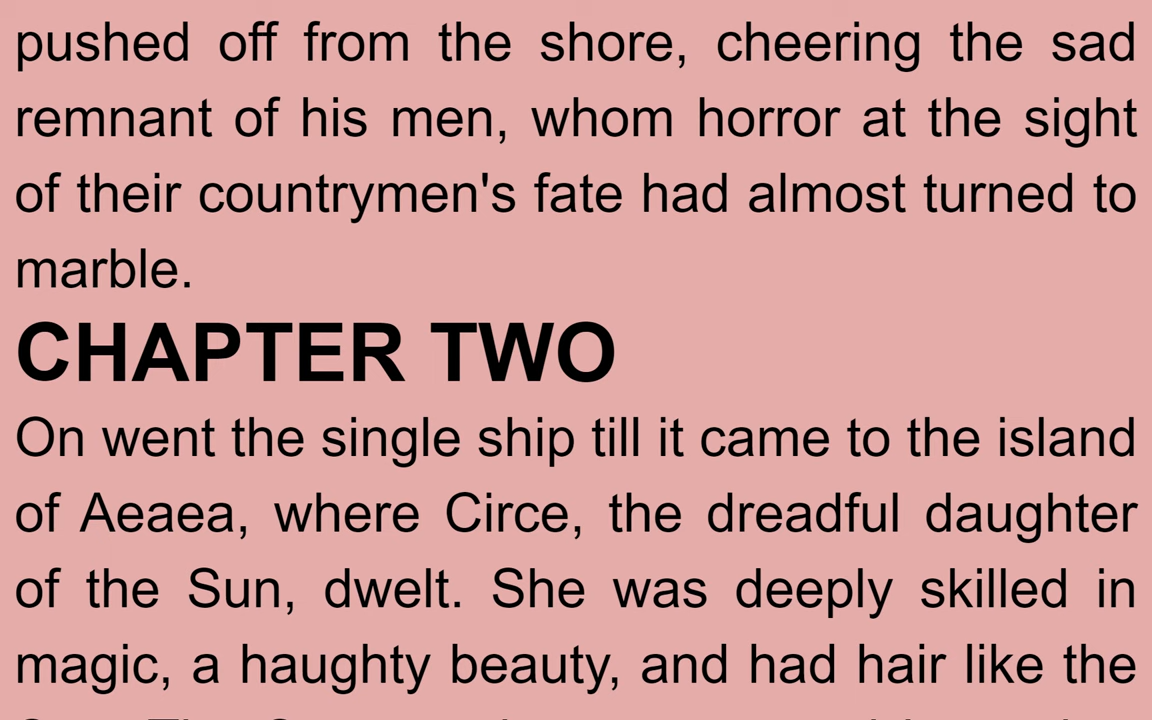 pushed off from the shore, cheering the sad
remnant of his men, whom horror at the sight
of their countrymen's fate had almost turned to
marble.
CHAPTER TWO
On went the single ship till it came to the island
of Aeaea, where Circe, the dreadful daughter
of the Sun, dwelt. She was deeply skilled in
magic, a haughty beauty, and had hair like the